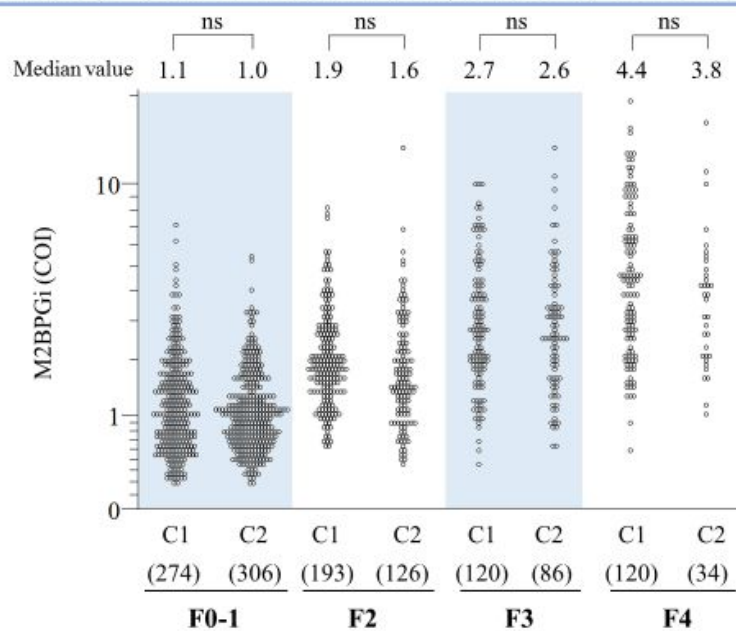 ns ns ns ns
Median value 1.1 1.0 1.9 1.6 2.7 2.6 4.4 3.8
10
M2BPGi (COI)
1
0
C1 C2 C1 C2 C1 C2 C1 C2
(274) (306) (193) (126) (120) (86) (120) (34)
F0-1 F2 F3 F4